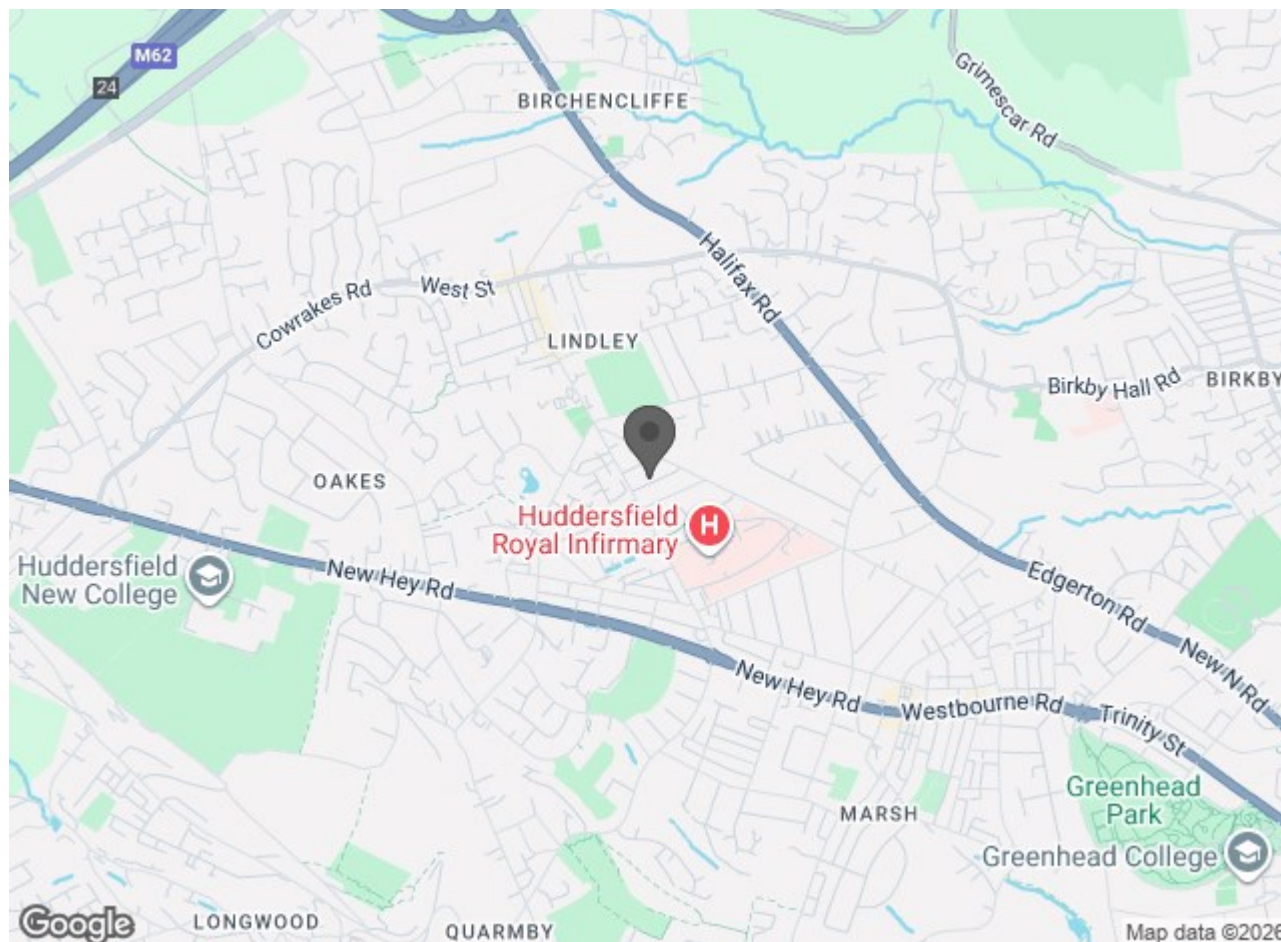 M62
24
BIRCHENCLIFFE
Grimescar Rd
Halifax Rd
West St
Cowrakes Rd
LINDLEY
Birkby Hall Rd
BIRKBY
OAKES
Huddersfield
Royal Infirmary
H
Huddersfield
New College
New Hey Rd
Edgerton Rd
New N Rd
New Hey Rd
Westbourne Rd
Trinity St
Greenhead
Park
MARSH
Greenhead College
Google
LONGWOOD
QUARMBY
Map data ©2026